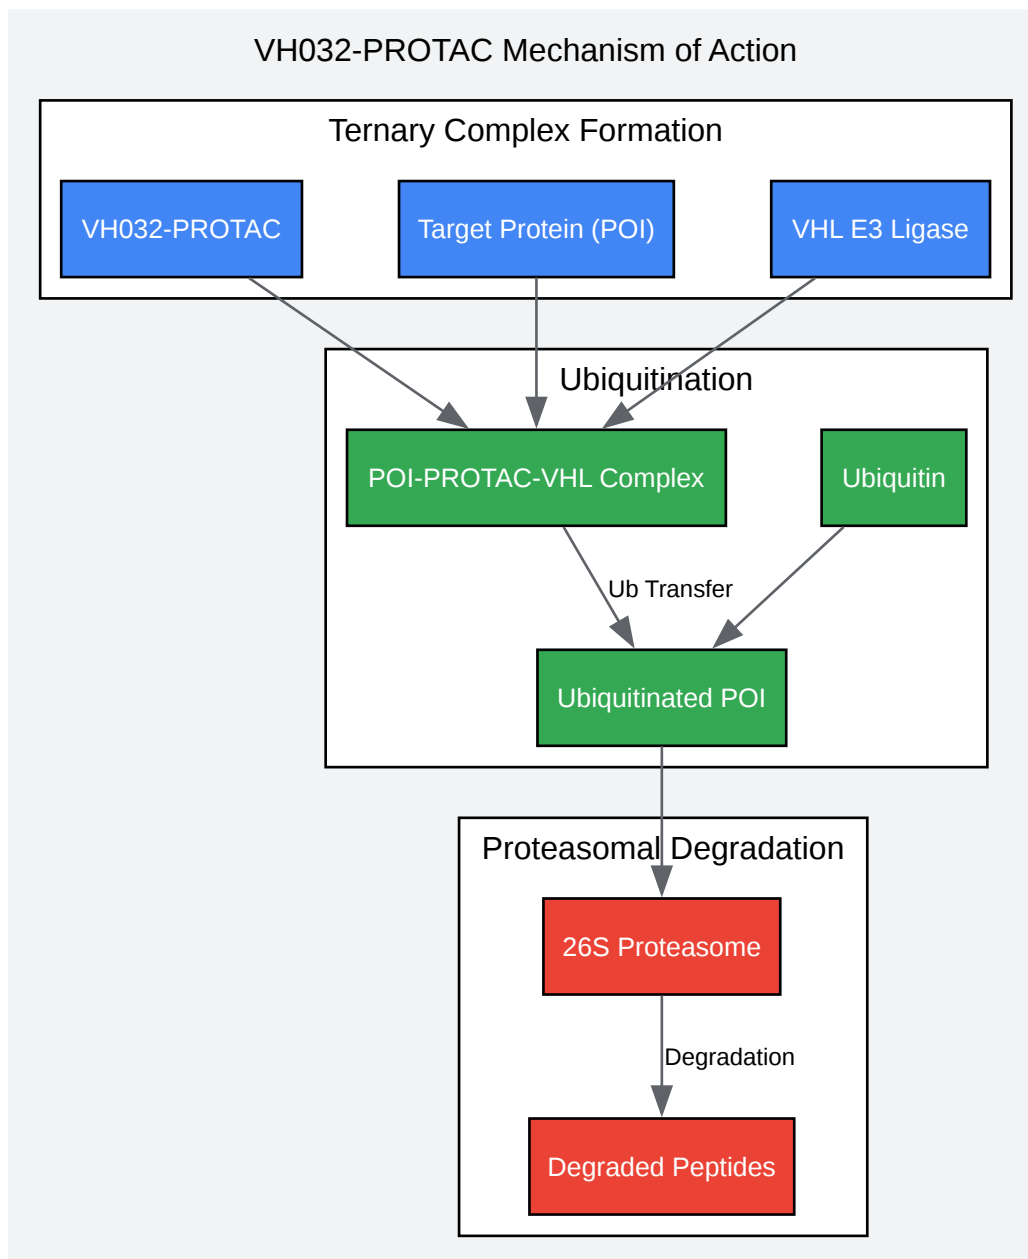 VH032-PROTAC Mechanism of Action
Ternary Complex Formation
VH032-PROTAC
Target Protein (POI)
VHL E3 Ligase
Ubiquitination
POI-PROTAC-VHL Complex
Ubiquitin
Ub Transfer
Ubiquitinated POI
Proteasomal Degradation
26S Proteasome
Degradation
Degraded Peptides